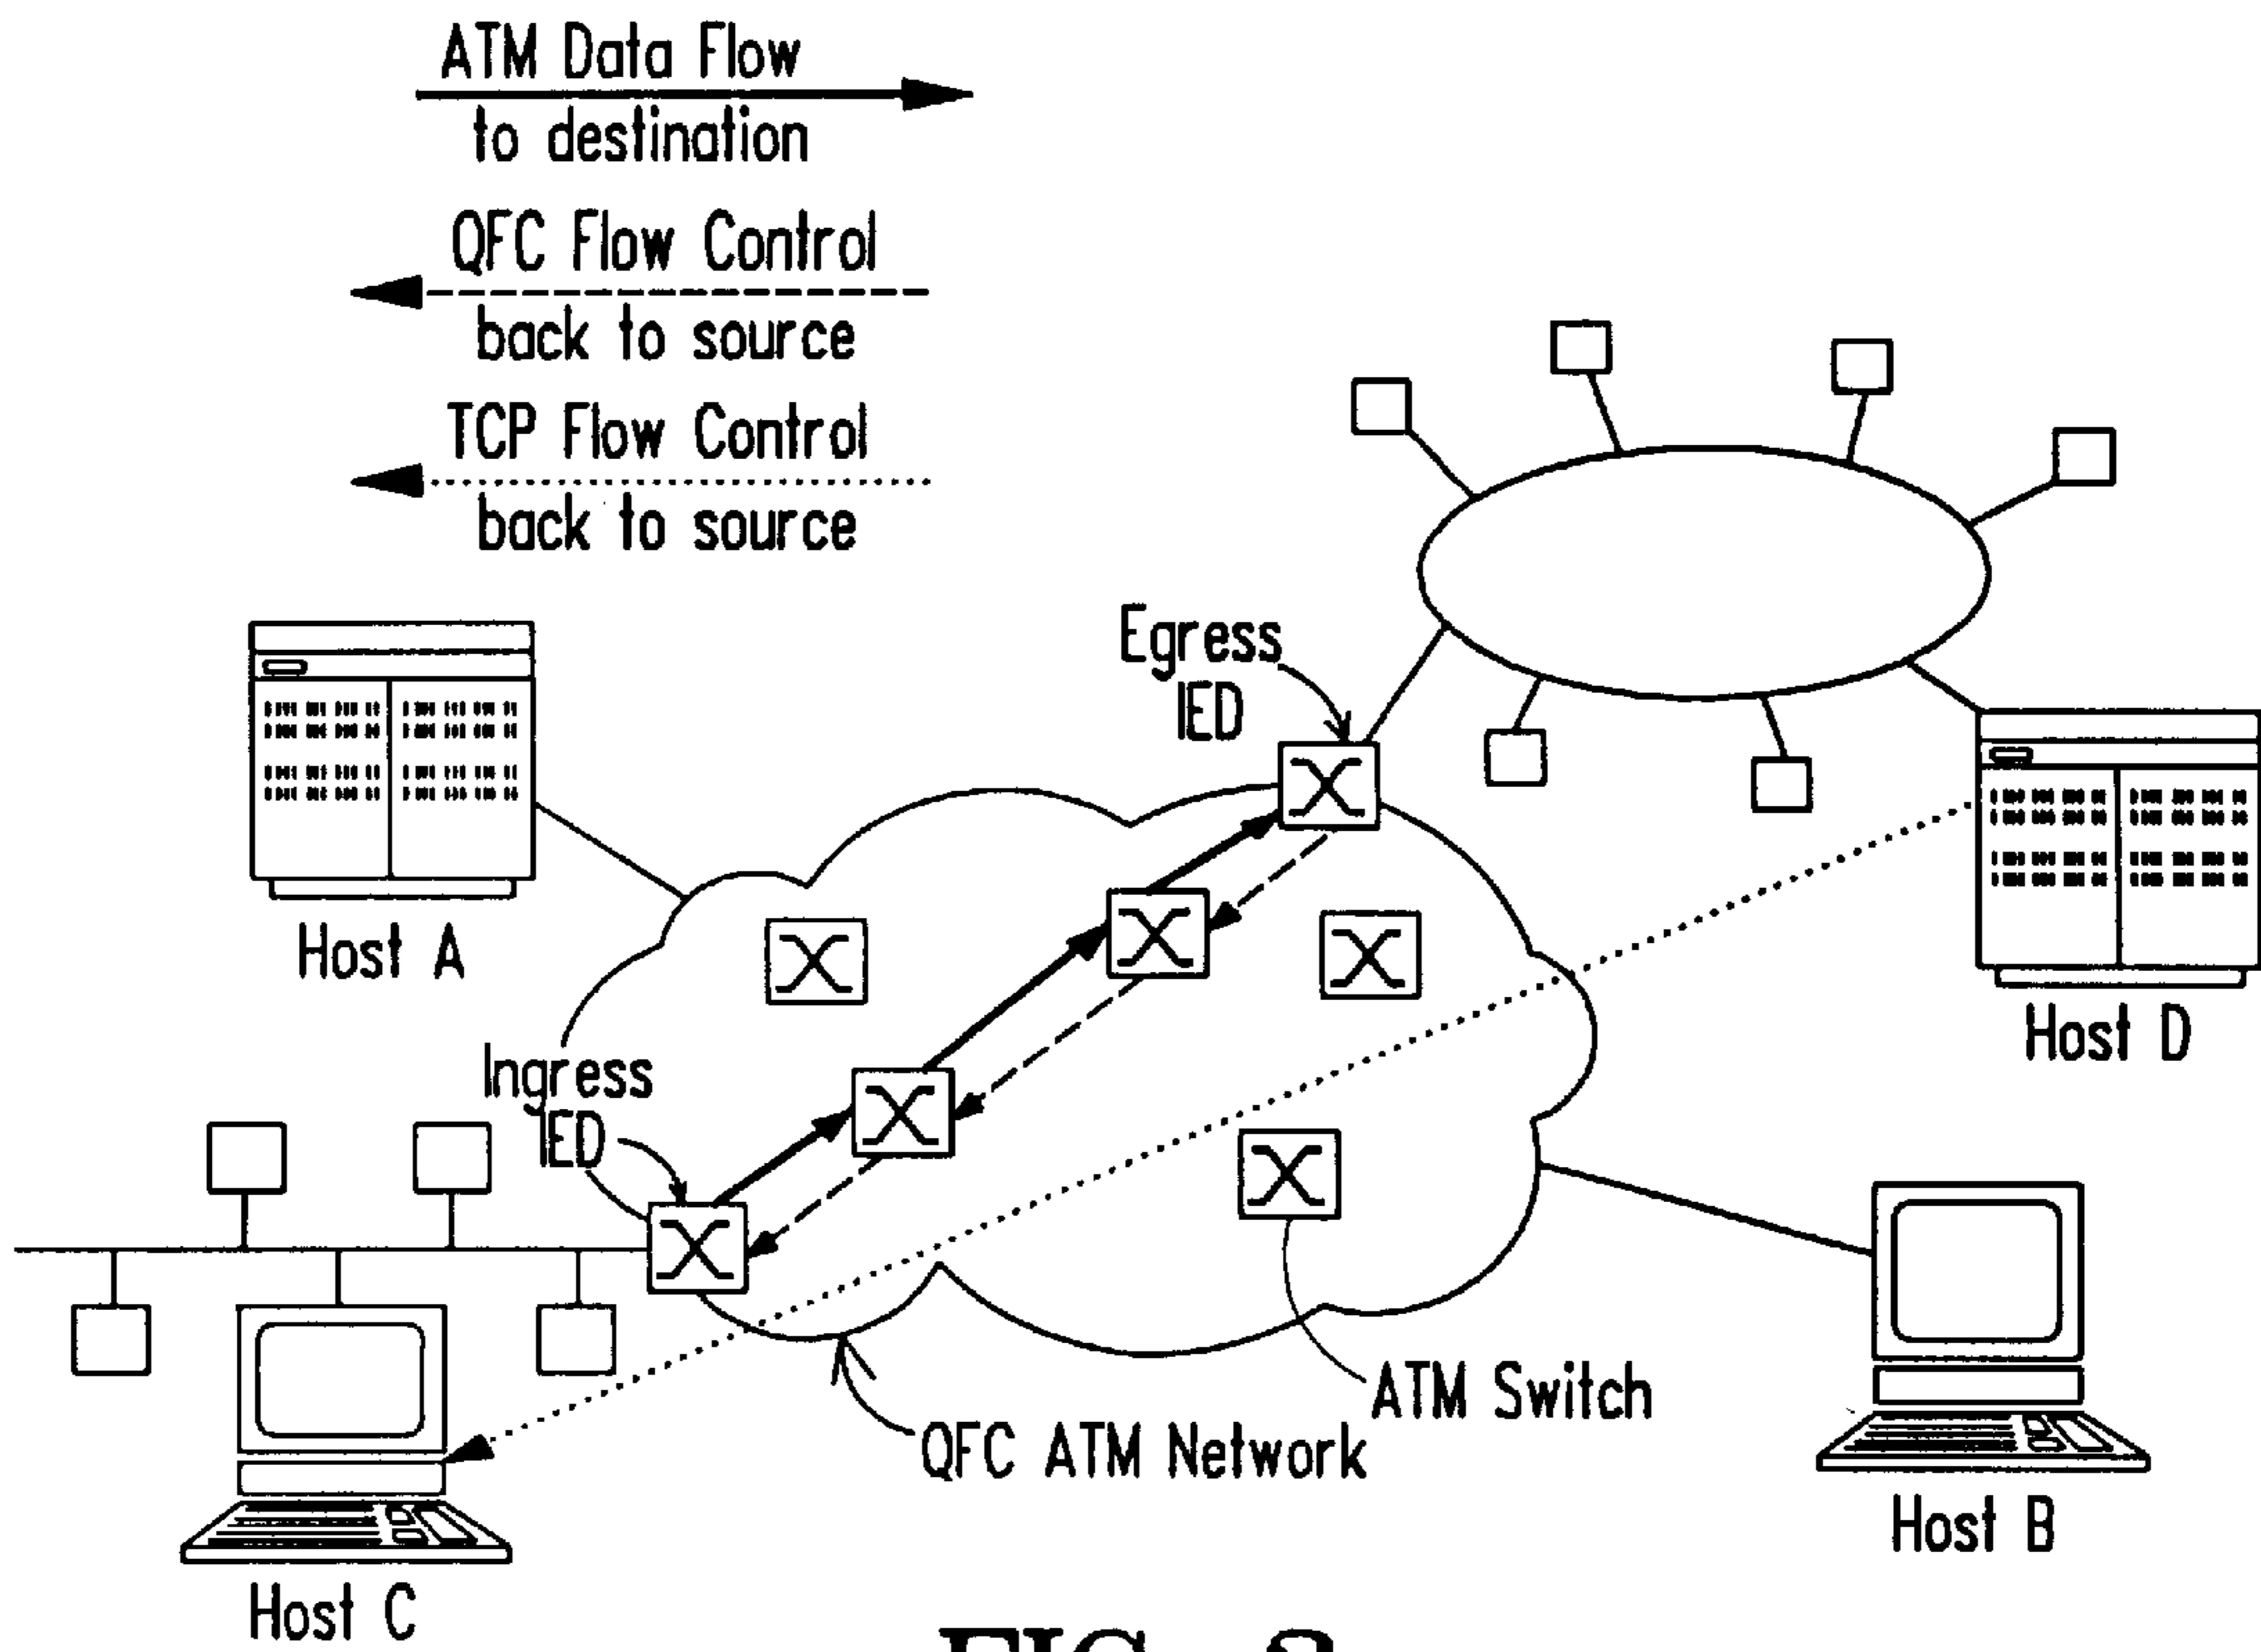 ATM Data Flow
to destination
QFC Flow Control
back to source
TCP Flow Control
back to source
Egress
IED
Host A
Host D
Ingress
IED
ATM Switch
QFC ATM Network
Host B
Host C